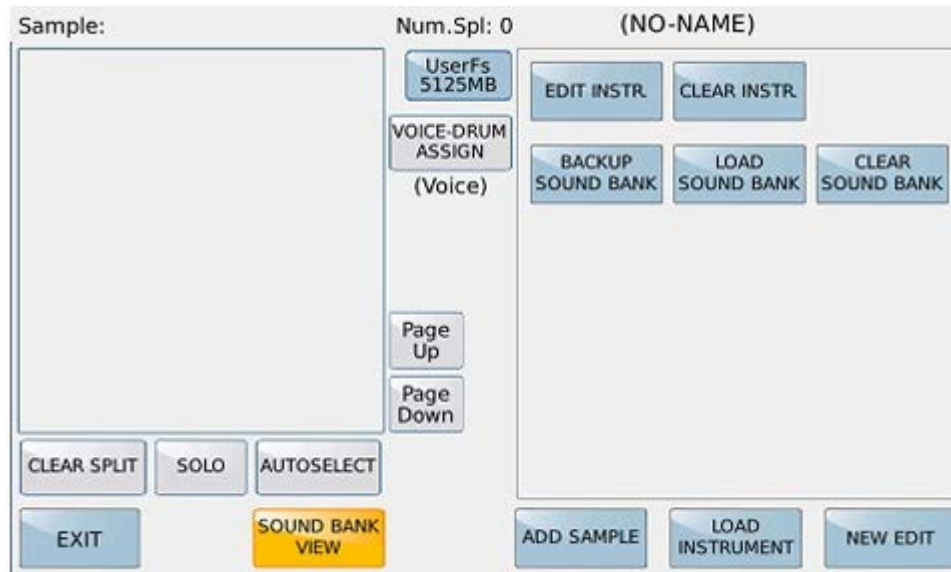 Sample:
Num.Spl: 0
(NO-NAME)
UserFs
5125MB
EDIT INSTR.
CLEAR INSTR.
VOICE-DRUM
ASSIGN
(Voice)
BACKUP
SOUND BANK
LOAD
SOUND BANK
CLEAR
SOUND BANK
Page
Up
Page
Down
CLEAR SPLIT
SOLO
AUTOSELECT
EXIT
SOUND BANK
VIEW
ADD SAMPLE
LOAD
INSTRUMENT
NEW EDIT